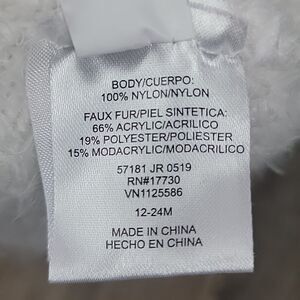 BODY/CUERPO:
100% NYLON/NYLON
FAUX FUR/PIEL SINTETICA:
66% ACRYLIC/ACRILICO
19% POLYESTER/POLIESTER
15% MODACRYLIC/MODACRILICO
57181 JR 0519
RN#17730
VN1125586
12-24M
MADE IN CHINA
HECHO EN CHINA